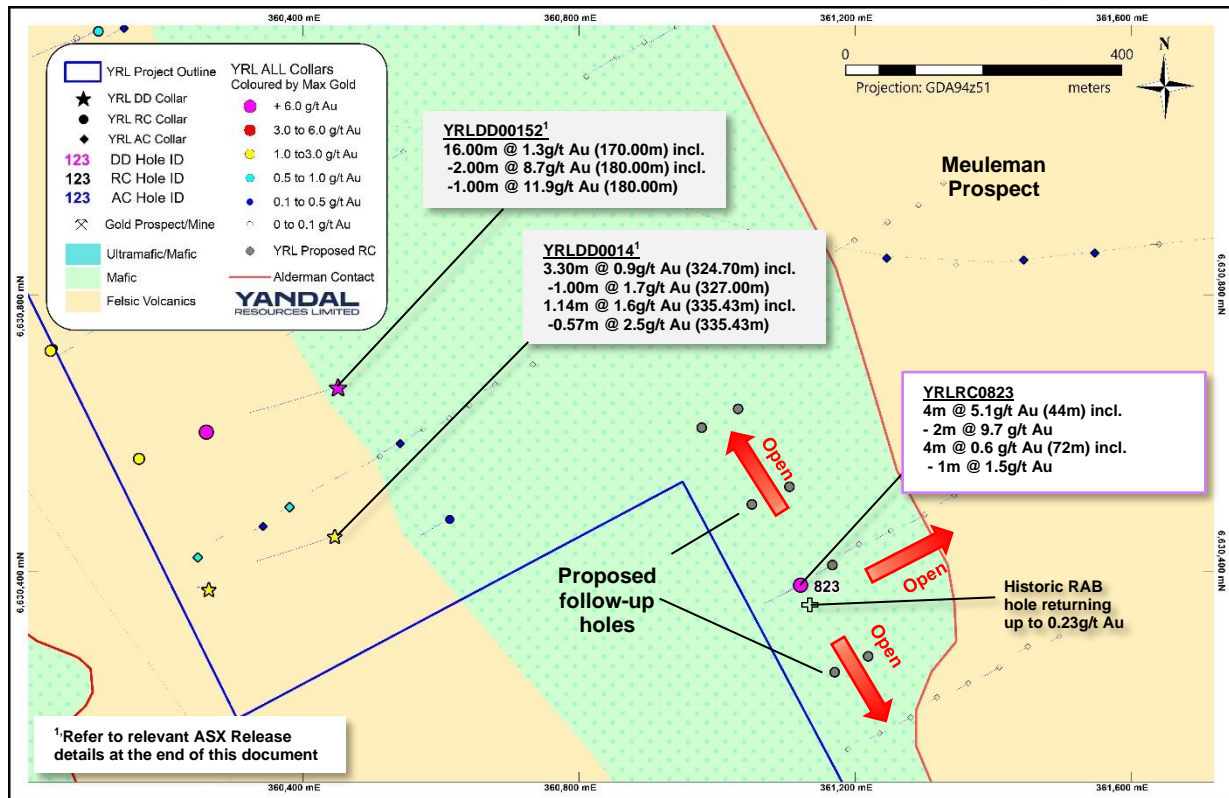 360,400 mE
360,800 mE
361,200 mE
361,600 mE
YRL Project Outline
YRL DD Collar
YRL RC Collar
YRL AC Collar
123 DD Hole ID
123 RC Hole ID
123 AC Hole ID
Gold Prospect/Mine
Ultramafic/Mafic
Mafic
Felsic Volcanics
YRL ALL Collars
Coloured by Max Gold
+ 6.0 g/t Au
3.0 to 6.0 g/t Au
1.0 to3.0 g/t Au
0.5 to 1.0 g/t Au
0.1 to 0.5 g/t Au
0 to 0.1 g/t Au
YRL Proposed RC
Alderman Contact
YANDAL
RESOURCES LIMITED
0 400
Projection: GDA94z51 meters
N
YRLDD00152¹
16.00m @ 1.3g/t Au (170.00m) incl.
-2.00m @ 8.7g/t Au (180.00m) incl.
-1.00m @ 11.9g/t Au (180.00m)
Meuleman
Prospect
YRLDD0014¹
3.30m @ 0.9g/t Au (324.70m) incl.
-1.00m @ 1.7g/t Au (327.00m)
1.14m @ 1.6g/t Au (335.43m) incl.
-0.57m @ 2.5g/t Au (335.43m)
6,630,800 mN
6,630,800 mN
YRLRC0823
4m @ 5.1g/t Au (44m) incl.
- 2m @ 9.7 g/t Au
4m @ 0.6 g/t Au (72m) incl.
- 1m @ 1.5g/t Au
Open
Open
Open
6,630,400 mN
6,630,400 mN
823
Proposed
follow-up
holes
Historic RAB
hole returning
up to 0.23g/t Au
¹,Refer to relevant ASX Release
details at the end of this document
360,400 mE
360,800 mE
361,200 mE
361,600 mE